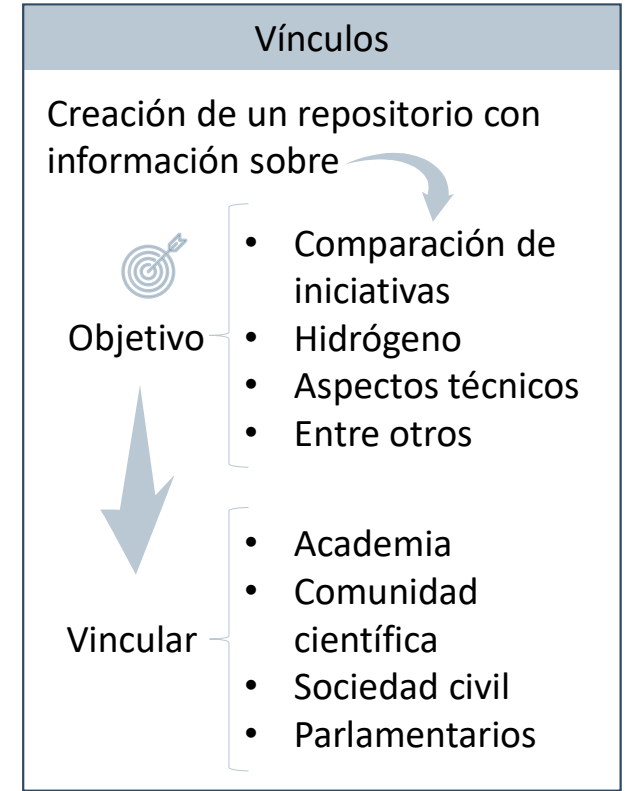 Vínculos
Creación de un repositorio con
información sobre
• Comparación de
iniciativas
Objetivo
• Hidrógeno
• Aspectos técnicos
• Entre otros
• Academia
• Comunidad
científica
Vincular
• Sociedad civil
• Parlamentarios